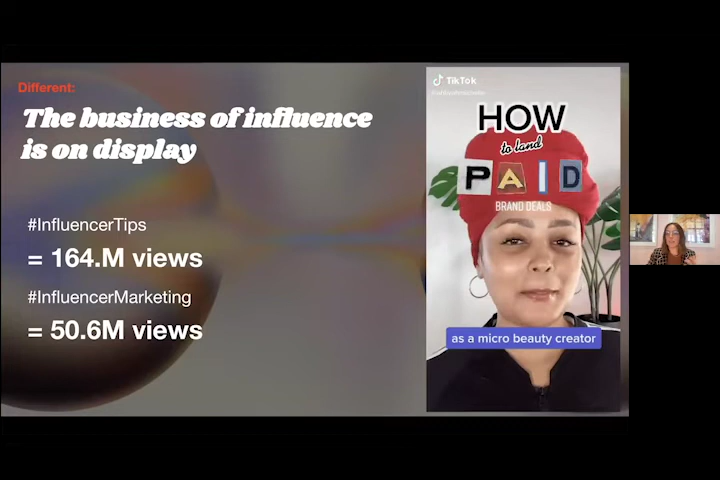 Different:
The business of influence
is on display
#InfluencerTips
= 164.M views
#InfluencerMarketing
= 50.6M views
TikTok
HOW
to land
PAID
BRAND DEALS
as a micro beauty creator